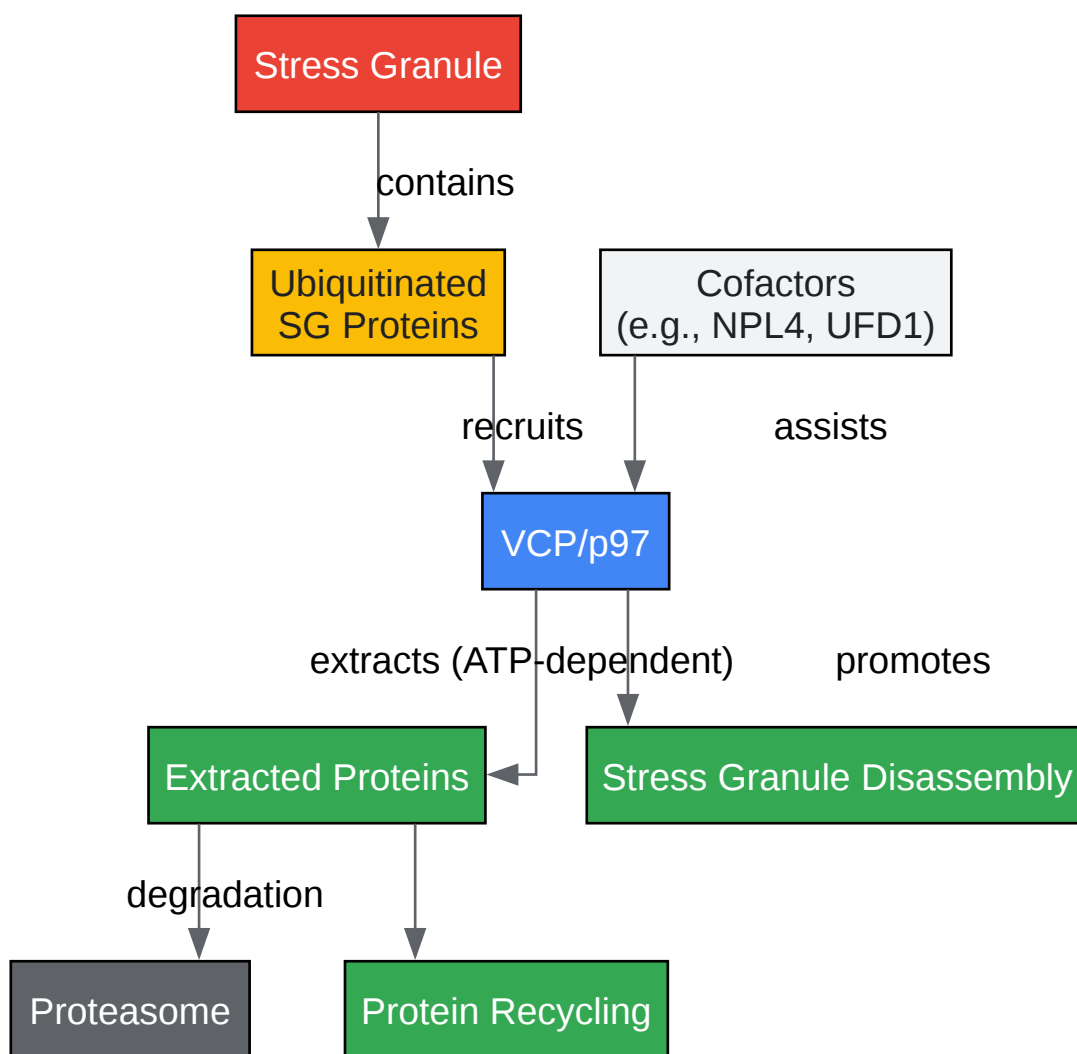 Stress Granule
contains
Ubiquitinated
SG Proteins
Cofactors
(e.g., NPL4, UFD1)
recruits
assists
VCP/p97
extracts (ATP-dependent)
promotes
Extracted Proteins
Stress Granule Disassembly
degradation
Proteasome
Protein Recycling